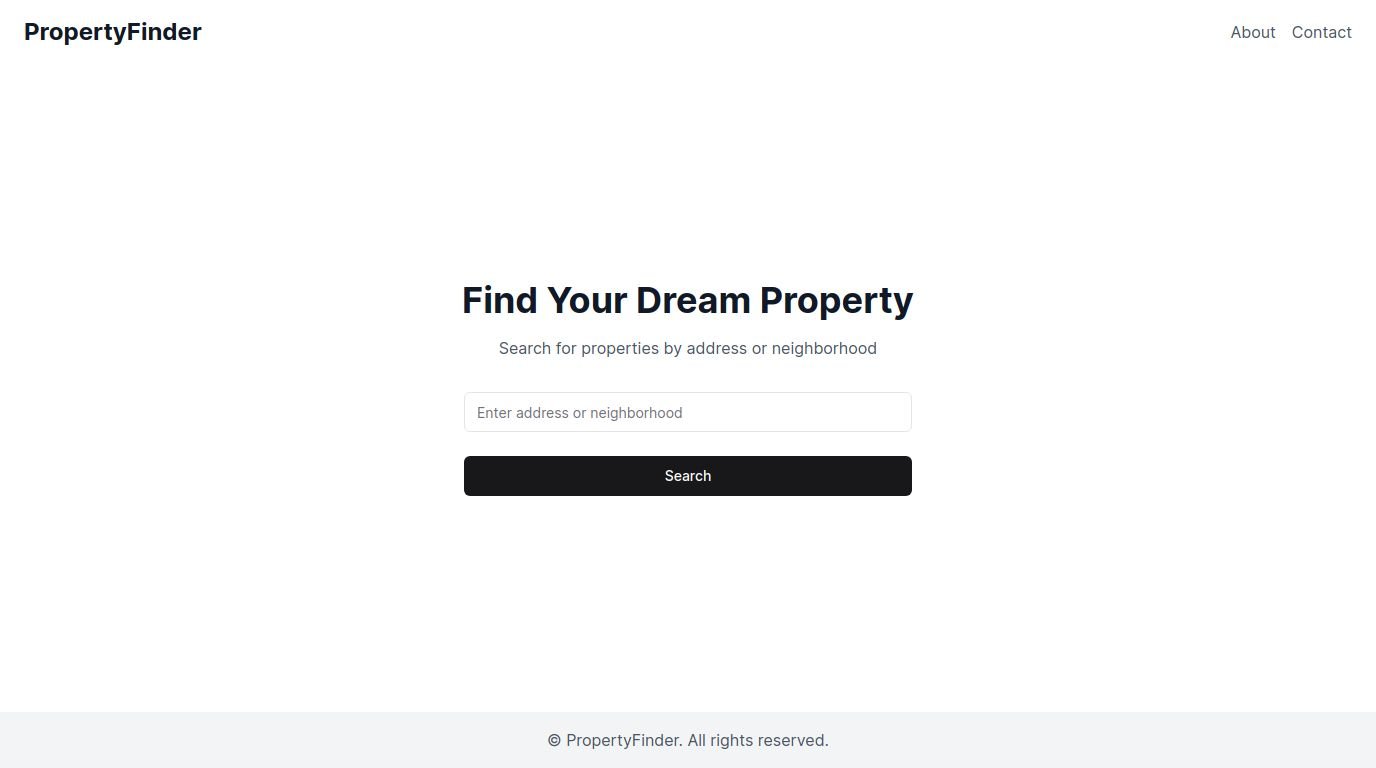 PropertyFinder
About Contact
Find Your Dream Property
Search for properties by address or neighborhood
Enter address or neighborhood
Search
© PropertyFinder. All rights reserved.